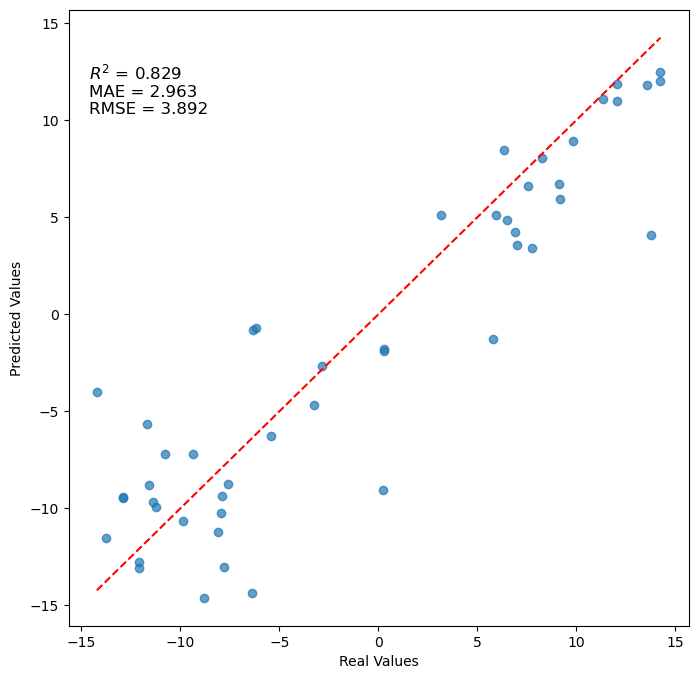 R² = 0.829
MAE = 2.963
RMSE = 3.892
15
10
5
0
−5
−10
−15
Predicted Values
−15 −10 −5 0 5 10 15
Real Values